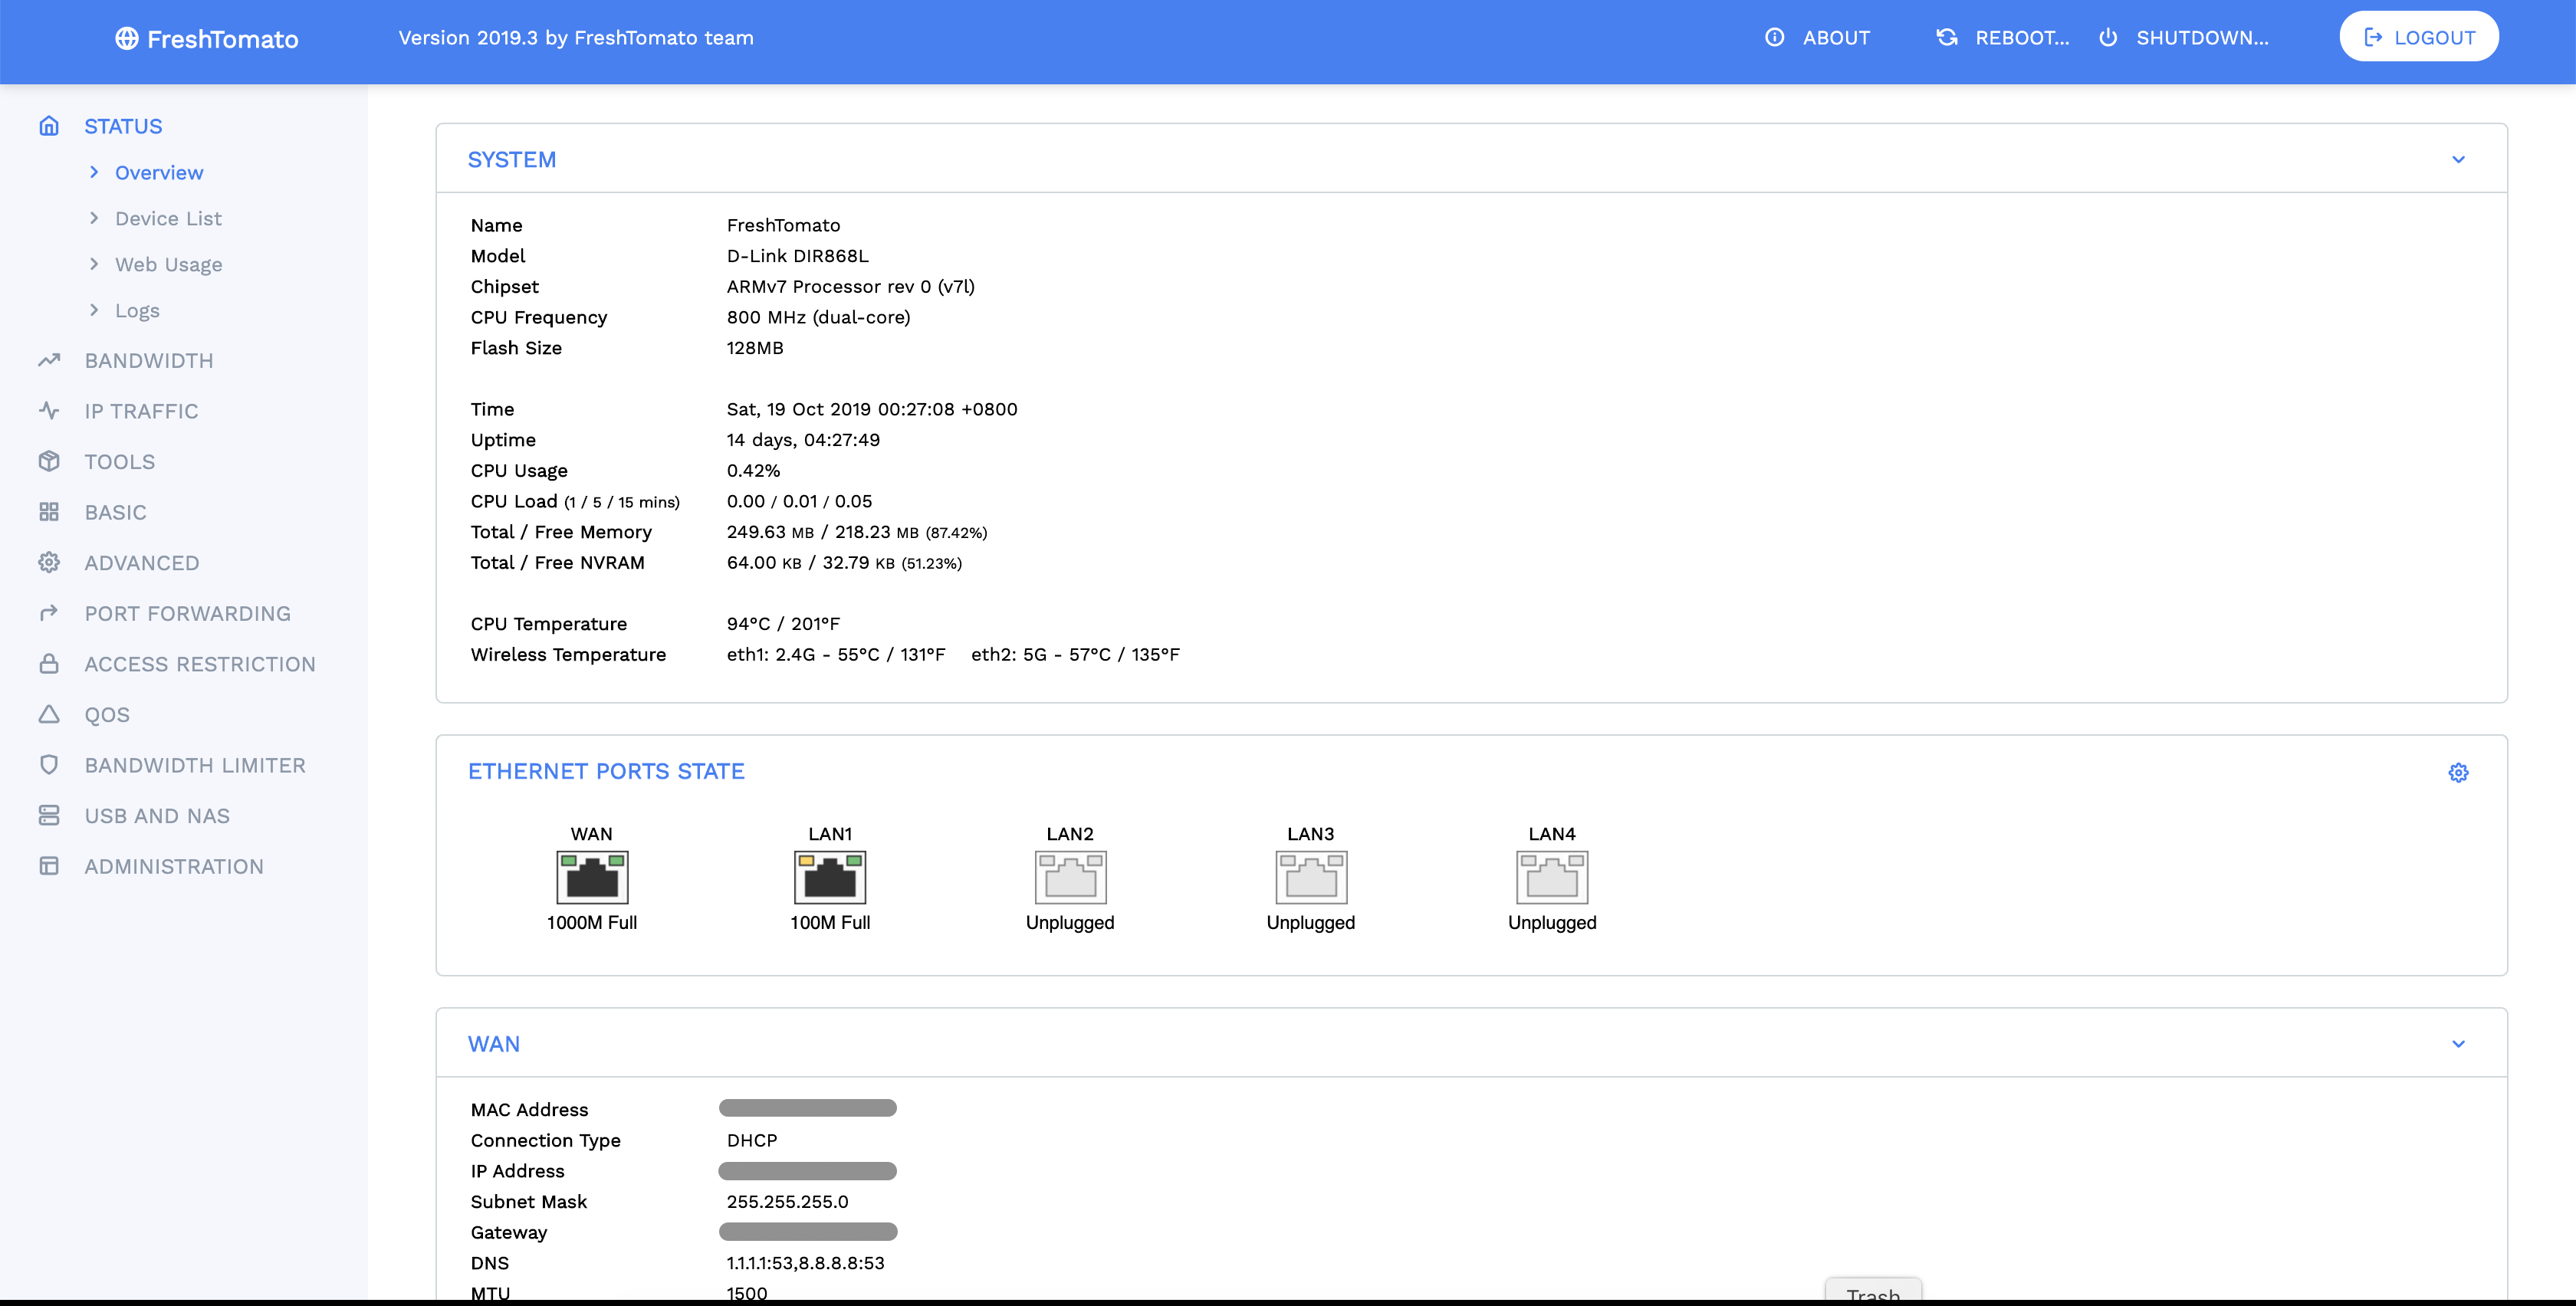 FreshTomato
Version 2019.3 by FreshTomato team
ABOUT
REBOOT...
SHUTDOWN...
LOGOUT
STATUS
Overview
Device List
Web Usage
Logs
BANDWIDTH
IP TRAFFIC
TOOLS
BASIC
ADVANCED
PORT FORWARDING
ACCESS RESTRICTION
QOS
BANDWIDTH LIMITER
USB AND NAS
ADMINISTRATION
SYSTEM
Name FreshTomato
Model D-Link DIR868L
Chipset ARMv7 Processor rev 0 (v7l)
CPU Frequency 800 MHz (dual-core)
Flash Size 128MB
Time Sat, 19 Oct 2019 00:27:08 +0800
Uptime 14 days, 04:27:49
CPU Usage 0.42%
CPU Load (1 / 5 / 15 mins) 0.00 / 0.01 / 0.05
Total / Free Memory 249.63 MB / 218.23 MB (87.42%)
Total / Free NVRAM 64.00 KB / 32.79 KB (51.23%)
CPU Temperature 94°C / 201°F
Wireless Temperature eth1: 2.4G - 55°C / 131°F eth2: 5G - 57°C / 135°F
ETHERNET PORTS STATE
WAN LAN1 LAN2 LAN3 LAN4
1000M Full 100M Full Unplugged Unplugged Unplugged
WAN
MAC Address
Connection Type DHCP
IP Address
Subnet Mask 255.255.255.0
Gateway
DNS 1.1.1.1:53,8.8.8.8:53
MTU 1500
Trash